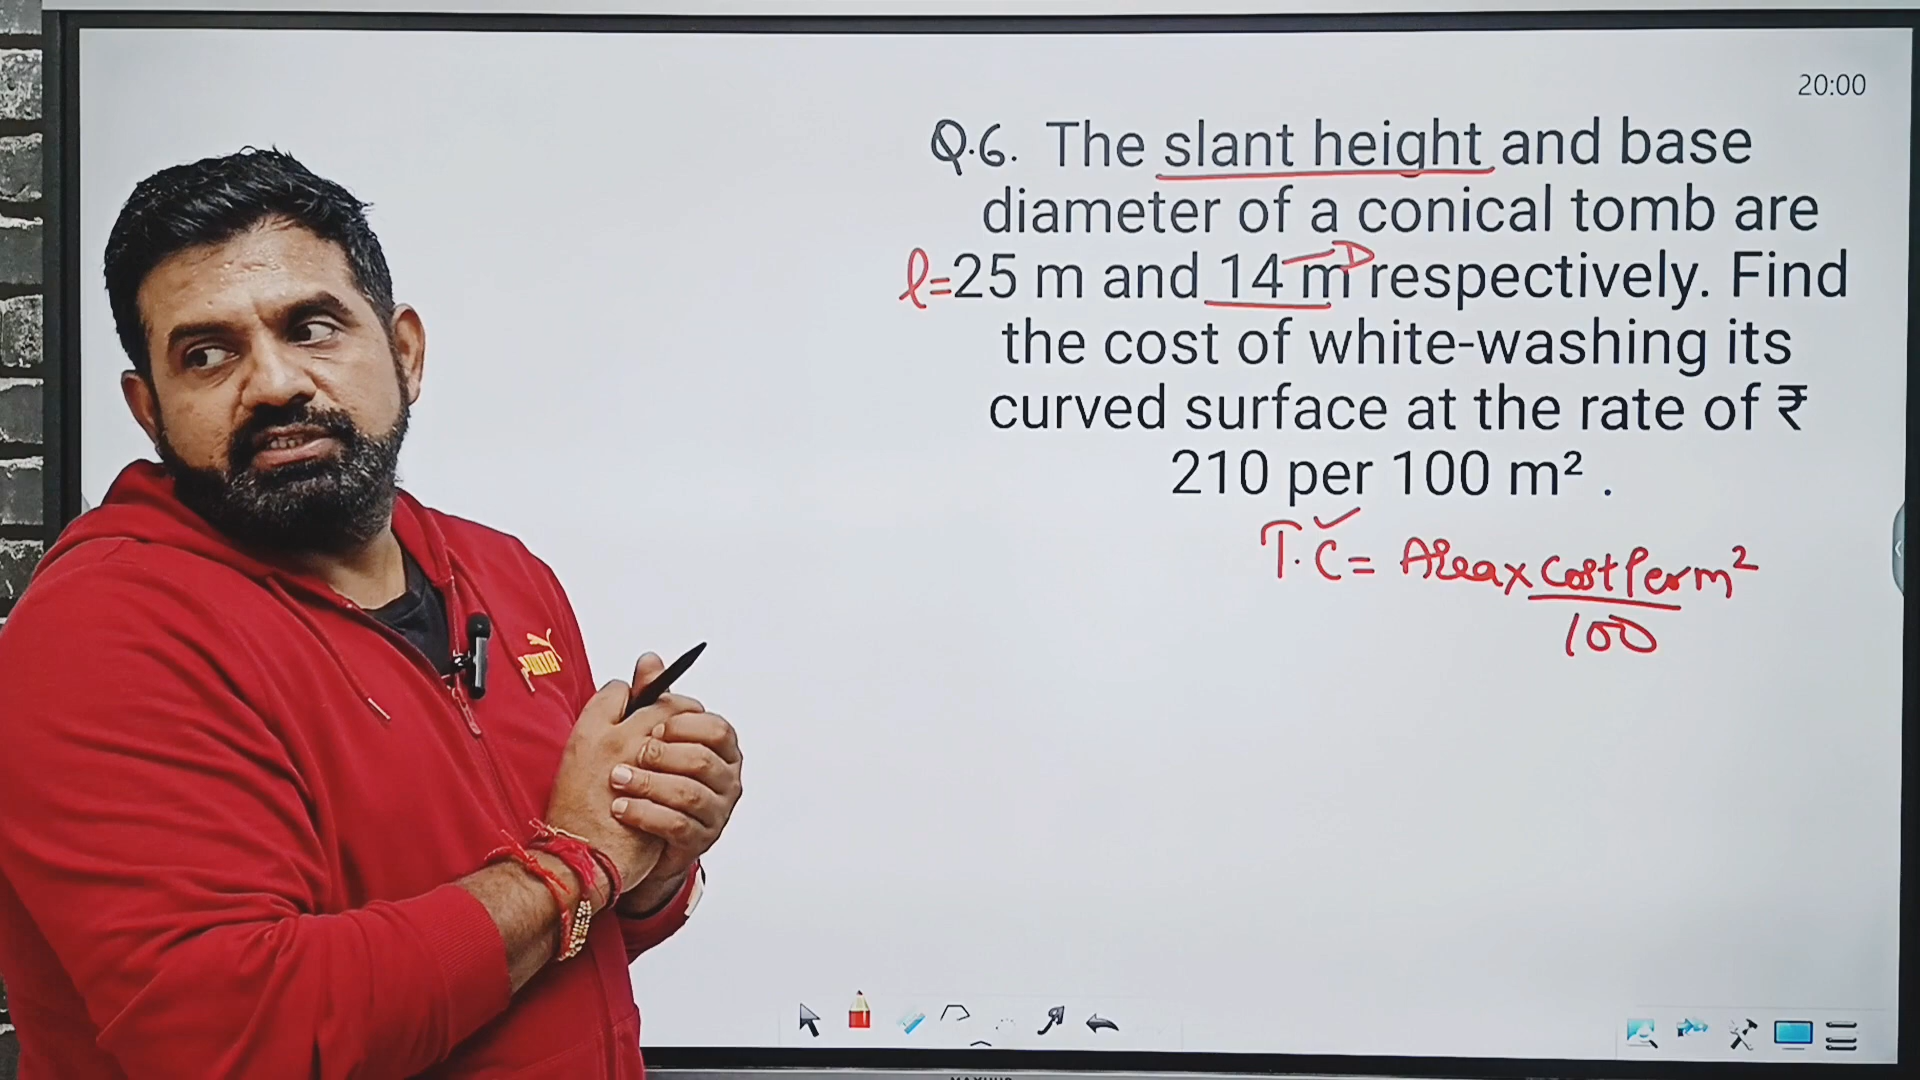 20:00
Q.6. The slant height and base
diameter of a conical tomb are
l=25 m and 14 m respectively. Find
the cost of white-washing its
curved surface at the rate of ₹
210 per 100 m² .
T.C = Area x Cost Per m²
100
PUMA